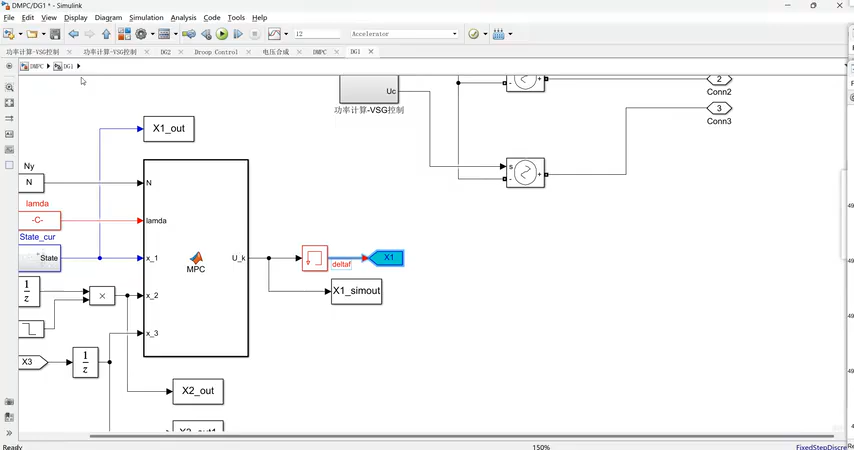 DMPC/DG1 * - Simulink
File Edit View Display Diagram Simulation Analysis Code Tools Help
12
Accelerator
功率计算-VSG控制
功率计算-VSG控制
DG2
Droop Control
电压合成
DMPC
DG1
DMPC
DG1
Uc
功率计算-VSG控制
2
Conn2
3
Conn3
s
-
+
X1_out
Ny
N
lamda
-C-
State_cur
State
1
z
×
X3
1
z
N
lamda
x_1
x_2
x_3
MPC
U_k
deltaf
X1
X1_simout
X2_out
Ready
150%
FixedStepDiscre